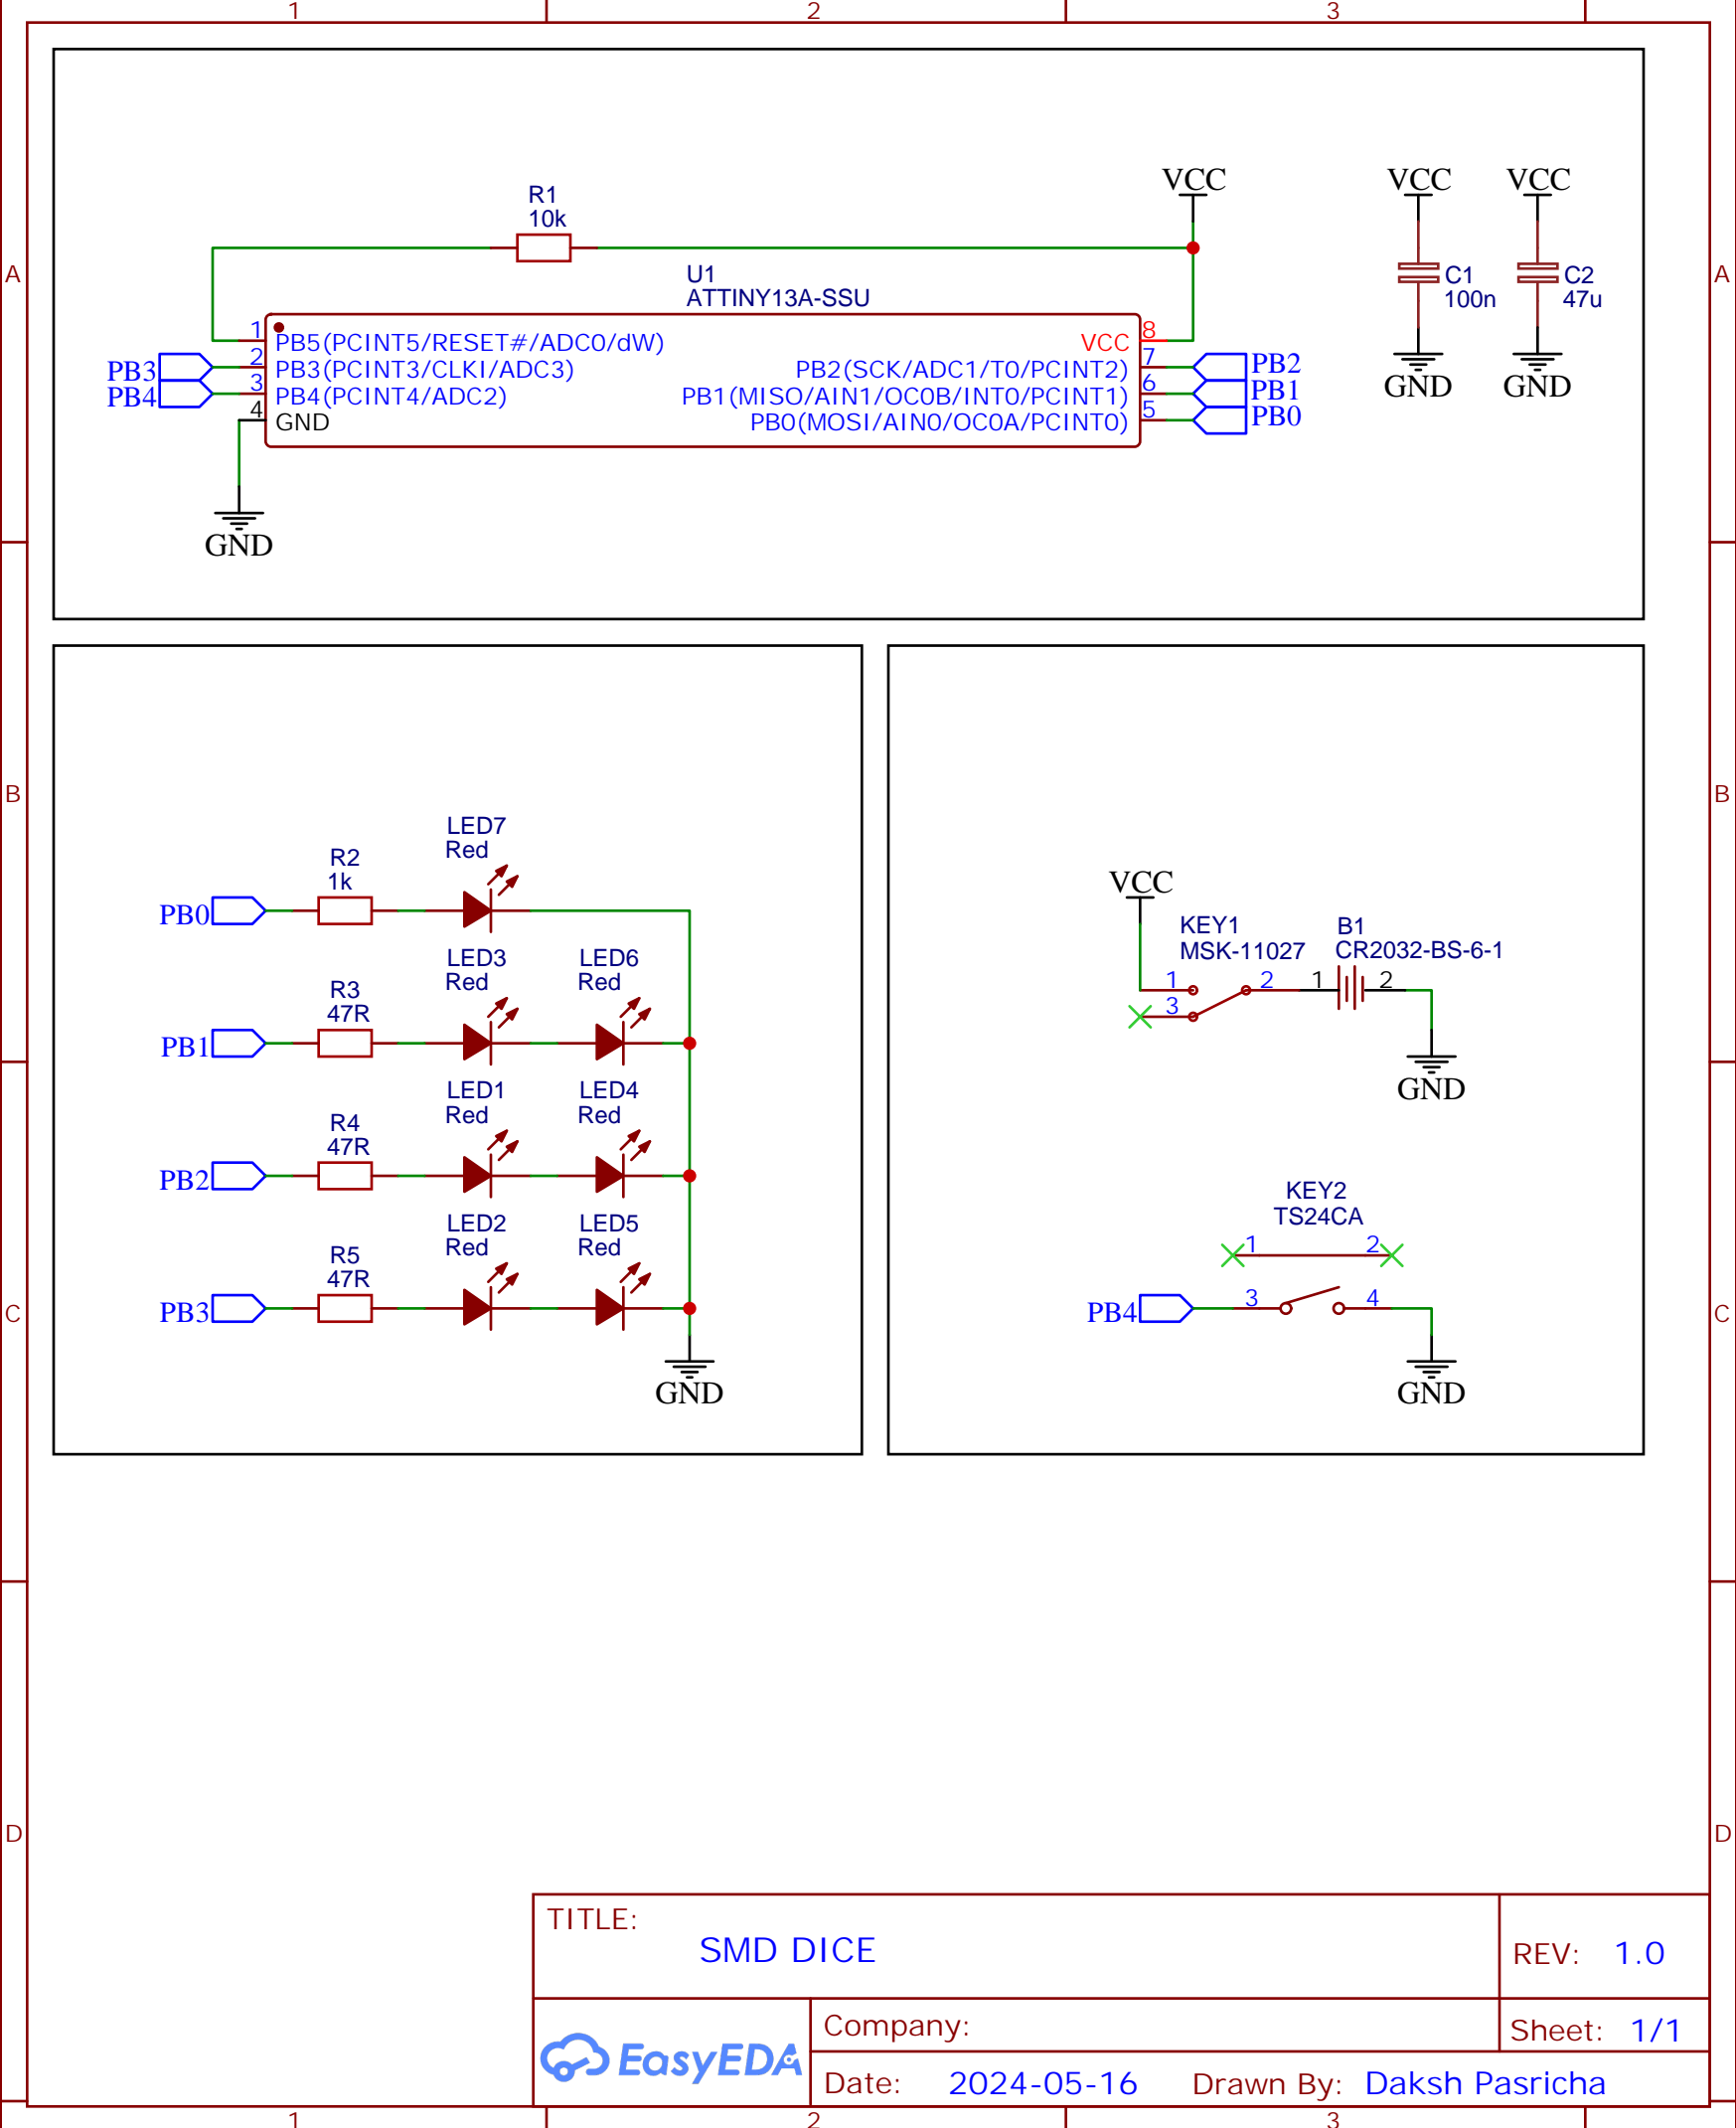 1 2 3
A A
B B
C C
D D
1 2 3
R1
10k
VCC
VCC
VCC
U1
ATTINY13A-SSU
C1
100n
C2
47u
GND
GND
1 PB5(PCINT5/RESET#/ADC0/dW)
2 PB3(PCINT3/CLKI/ADC3)
3 PB4(PCINT4/ADC2)
4 GND
VCC 8
PB2(SCK/ADC1/T0/PCINT2) 7
PB1(MISO/AIN1/OC0B/INT0/PCINT1) 6
PB0(MOSI/AIN0/OC0A/PCINT0) 5
PB3
PB4
PB2
PB1
PB0
GND
LED7
Red
R2
1k
PB0
LED3
Red
LED6
Red
R3
47R
PB1
LED1
Red
LED4
Red
R4
47R
PB2
LED2
Red
LED5
Red
R5
47R
PB3
GND
VCC
KEY1
MSK-11027
B1
CR2032-BS-6-1
1 2 1 2
3
GND
KEY2
TS24CA
1 2
PB4 3 4
GND
TITLE:
SMD DICE
REV: 1.0
EasyEDA
Company:
Sheet: 1/1
Date: 2024-05-16
Drawn By: Daksh Pasricha